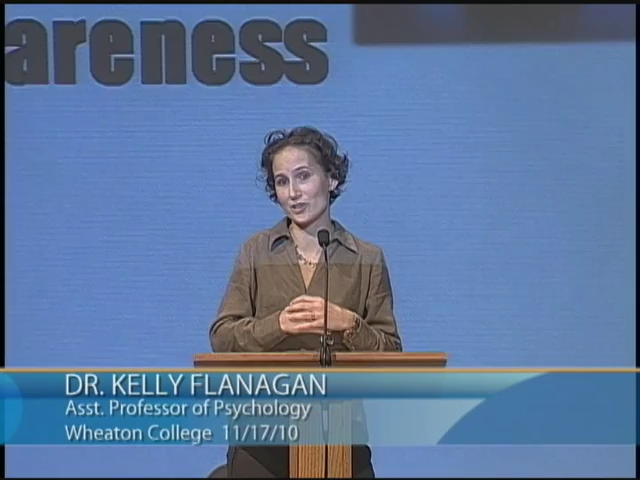 areness
DR. KELLY FLANAGAN
Asst. Professor of Psychology
Wheaton College 11/17/10